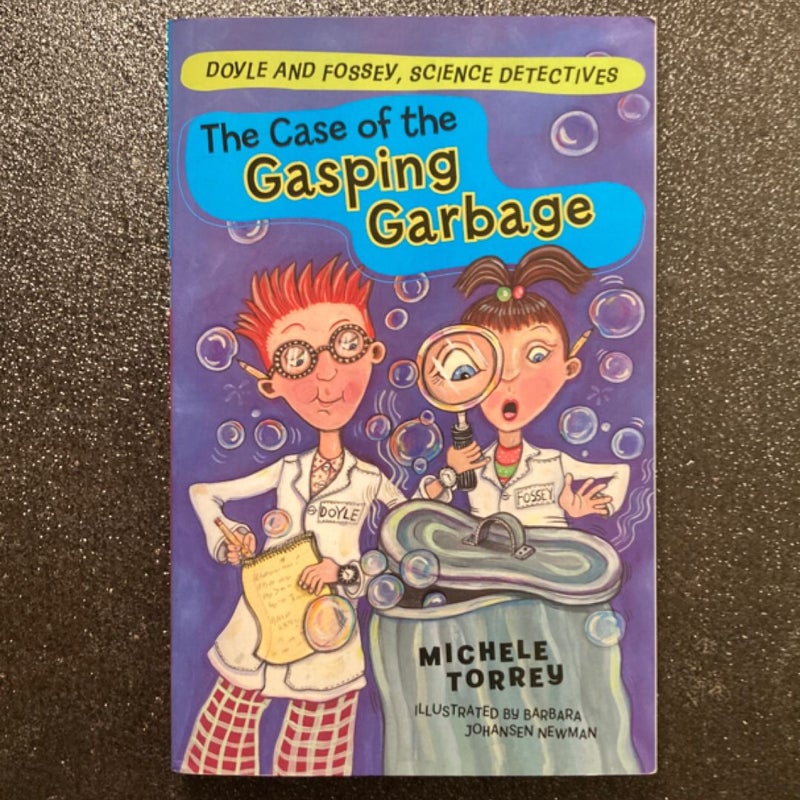 DOYLE AND FOSSEY, SCIENCE DETECTIVES
The Case of the
Gasping
Garbage
DOYLE
FOSSEY
MICHELE
TORREY
ILLUSTRATED BY BARBARA
JOHANSEN NEWMAN